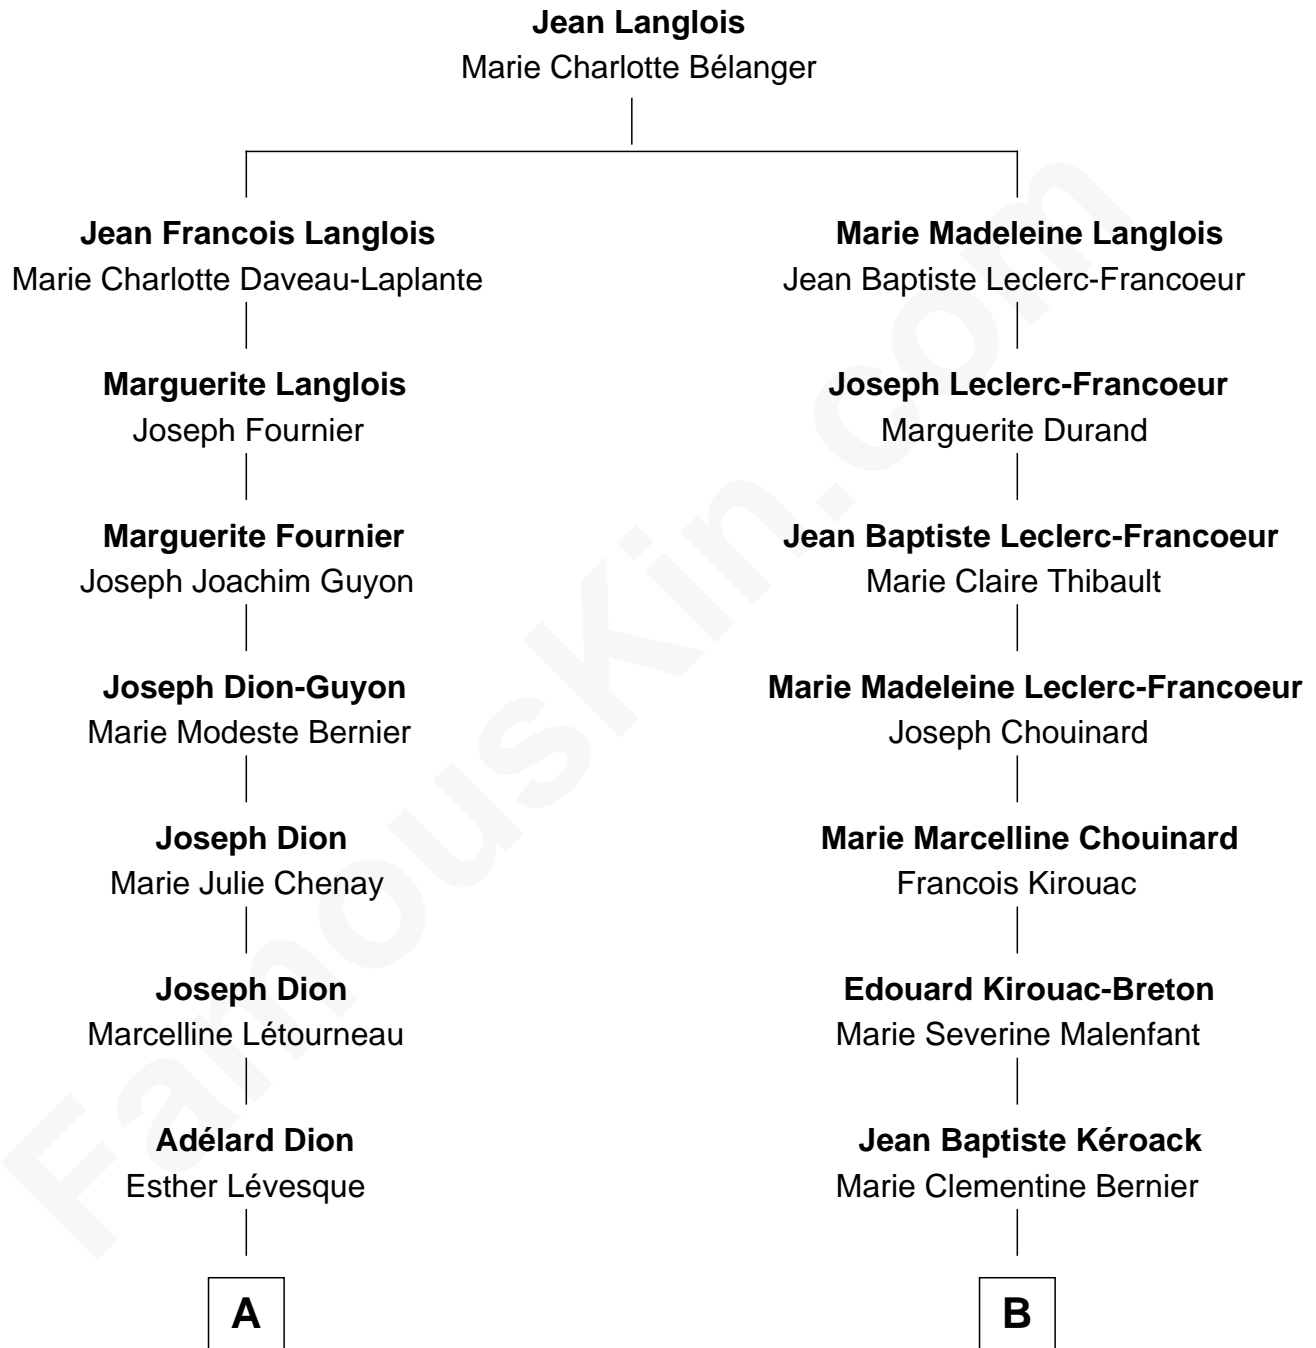 Jean Langlois
Marie Charlotte Bélanger
Jean Francois Langlois
Marie Charlotte Daveau-Laplante
Marguerite Langlois
Joseph Fournier
Marguerite Fournier
Joseph Joachim Guyon
Joseph Dion-Guyon
Marie Modeste Bernier
Joseph Dion
Marie Julie Chenay
Joseph Dion
Marcelline Létourneau
Adélard Dion
Esther Lévesque
A
Marie Madeleine Langlois
Jean Baptiste Leclerc-Francoeur
Joseph Leclerc-Francoeur
Marguerite Durand
Jean Baptiste Leclerc-Francoeur
Marie Claire Thibault
Marie Madeleine Leclerc-Francoeur
Joseph Chouinard
Marie Marcelline Chouinard
Francois Kirouac
Edouard Kirouac-Breton
Marie Severine Malenfant
Jean Baptiste Kéroack
Marie Clementine Bernier
B
FamousKin.com